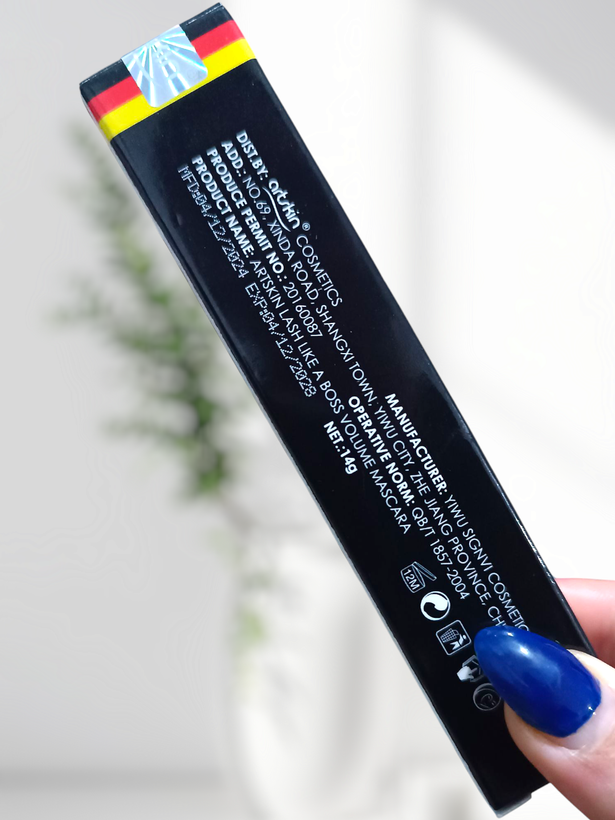 DIST.BY: artskin® COSMETICS
MANUFACTURER: YIWU SIGNVI
ADD.: NO.69, XINDA ROAD, SHANGXI TOWN, YIWU CITY, ZHE JIANG PROVINCE,
PRODUCE PERMIT NO.: 20160087
OPERATIVE NORM: QB/T 1857-2004
PRODUCT NAME: ARTSKIN LASH LIKE A BOSS VOLUME MASCARA
MFD:04/12/2024 EXP:04/12/2028
NET:14g
12M